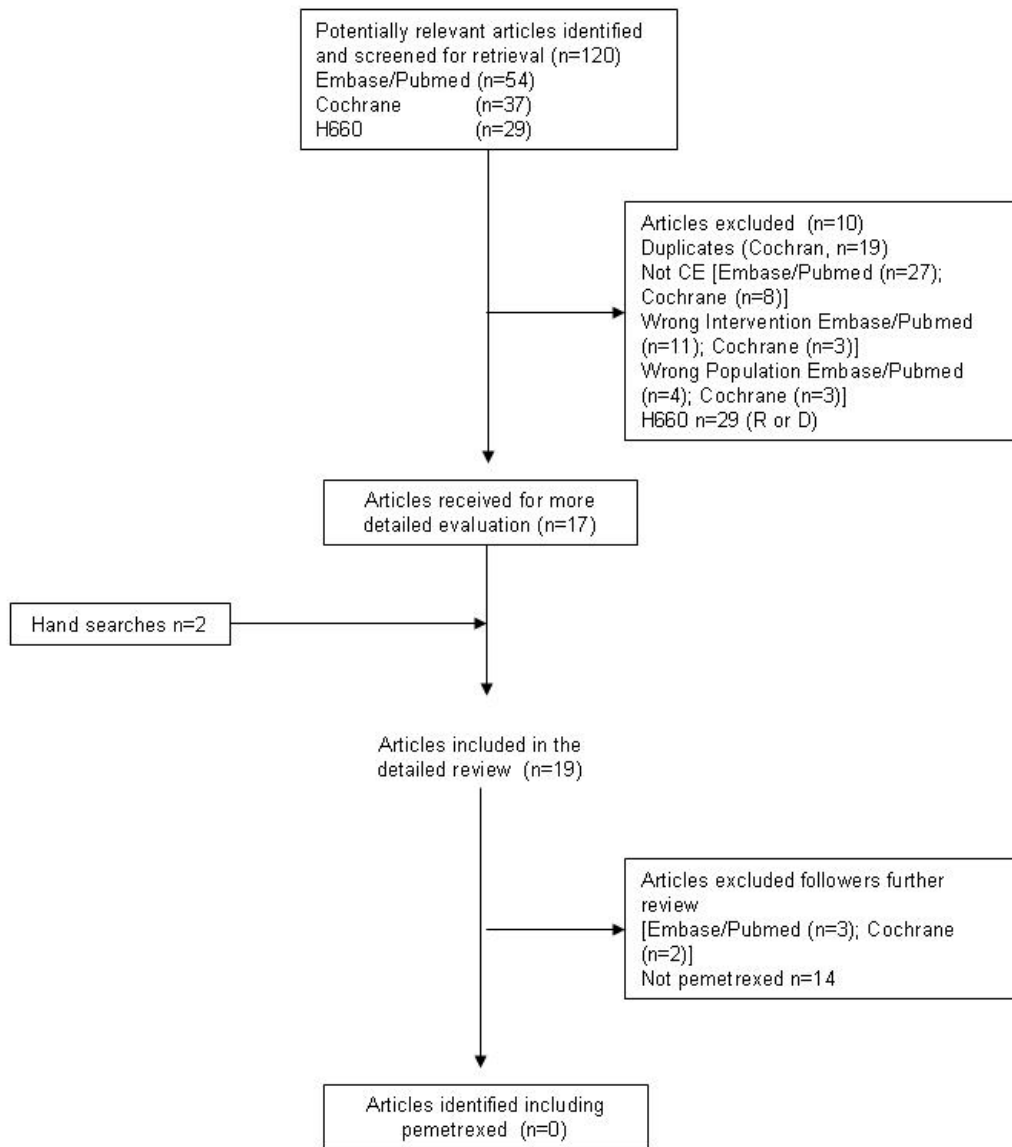 Potentially relevant articles identified
and screened for retrieval (n=120)
Embase/Pubmed (n=54)
Cochrane (n=37)
H660 (n=29)
Articles excluded (n=10)
Duplicates (Cochran, n=19)
Not CE [Embase/Pubmed (n=27);
Cochrane (n=8)]
Wrong Intervention Embase/Pubmed
(n=11); Cochrane (n=3)]
Wrong Population Embase/Pubmed
(n=4); Cochrane (n=3)]
H660 n=29 (R or D)
Articles received for more
detailed evaluation (n=17)
Hand searches n=2
Articles included in the
detailed review (n=19)
Articles excluded followers further
review
[Embase/Pubmed (n=3); Cochrane
(n=2)]
Not pemetrexed n=14
Articles identified including
pemetrexed (n=0)